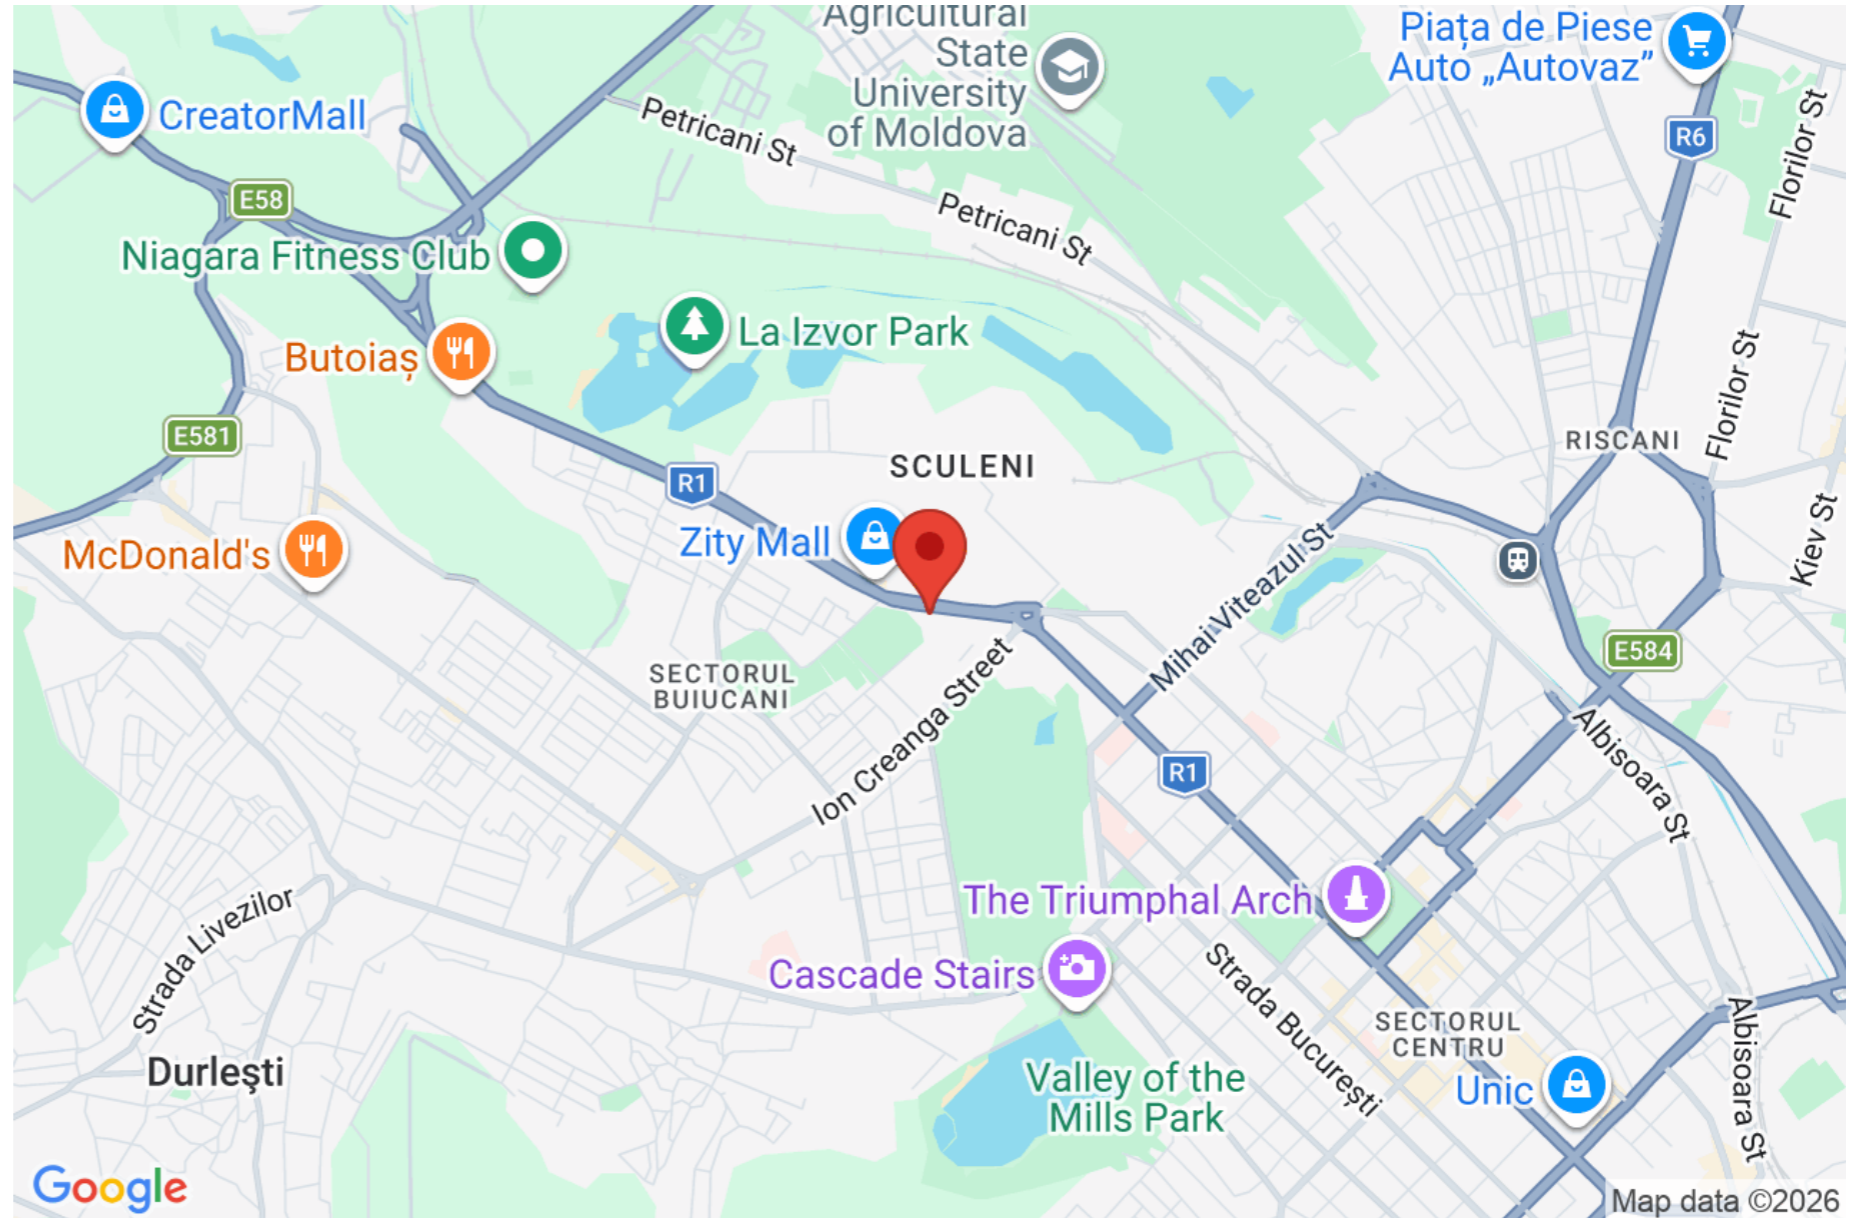 Agricultural
State
University
of Moldova
Piața de Piese
Auto „Autovaz”
CreatorMall
R6
Florilor St
Petricani St
E58
Petricani St
Niagara Fitness Club
La Izvor Park
Butoiaș
Florilor St
E581
RISCANI
SCULENI
R1
Zity Mall
McDonald's
Kiev St
Mihai Viteazul St
E584
SECTORUL
BUIUCANI
Ion Creanga Street
Albisoara St
R1
The Triumphal Arch
Strada Livezilor
Cascade Stairs
Strada București
SECTORUL
CENTRU
Albisoara St
Durleşti
Valley of the
Mills Park
Unic
Google
Map data ©2026